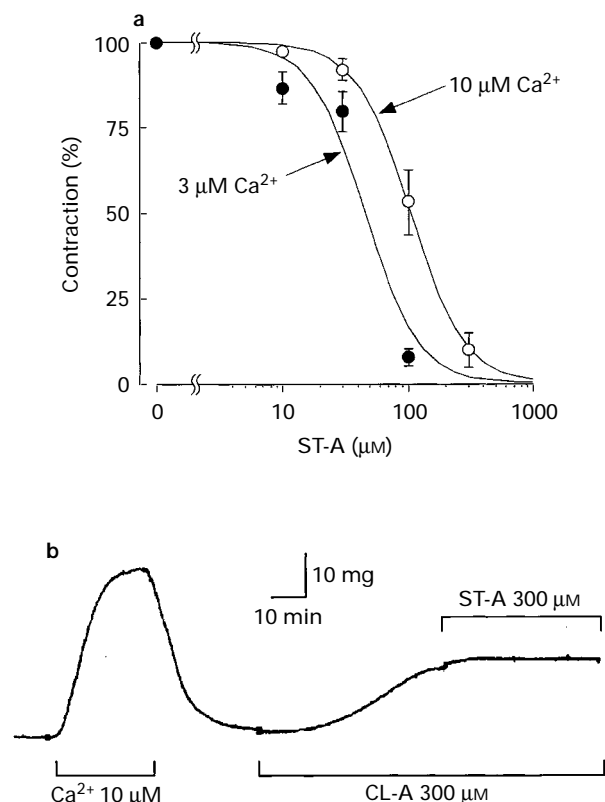 a
100
75
50
25
0
Contraction (%)
10 μM Ca²⁺
3 μM Ca²⁺
0 10 100 1000
ST-A (μM)
b
10 mg
10 min
ST-A 300 μM
Ca²⁺ 10 μM
CL-A 300 μM